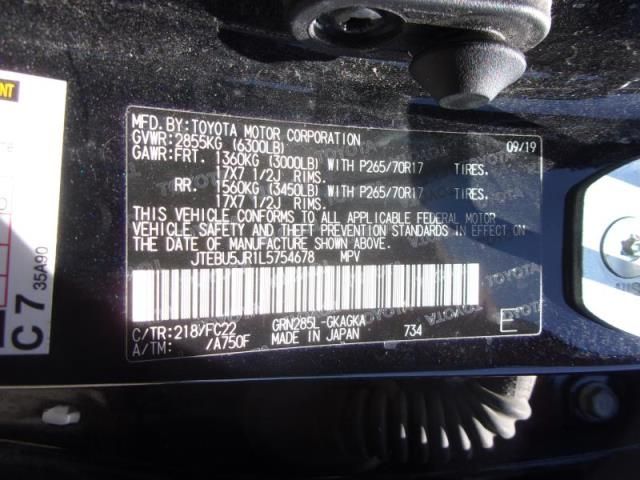 MFD. BY: TOYOTA MOTOR CORPORATION 09/19
GVWR: 2855KG (6300LB)
GAWR: FRT. 1360KG (3000LB) WITH P265/70R17 TIRES.
17X7 1/2J RIMS.
RR. 1560KG (3450LB) WITH P265/70R17 TIRES.
17X7 1/2J RIMS.
THIS VEHICLE CONFORMS TO ALL APPLICABLE FEDERAL MOTOR
VEHICLE SAFETY AND THEFT PREVENTION STANDARDS IN EFFECT ON
THE DATE OF MANUFACTURE SHOWN ABOVE.
JTEBU5JR1L5754678 MPV
C/TR: 218/FC22 GRN285L-GKAGKA
A/TM: /A750F MADE IN JAPAN 734 E
C7
35A90